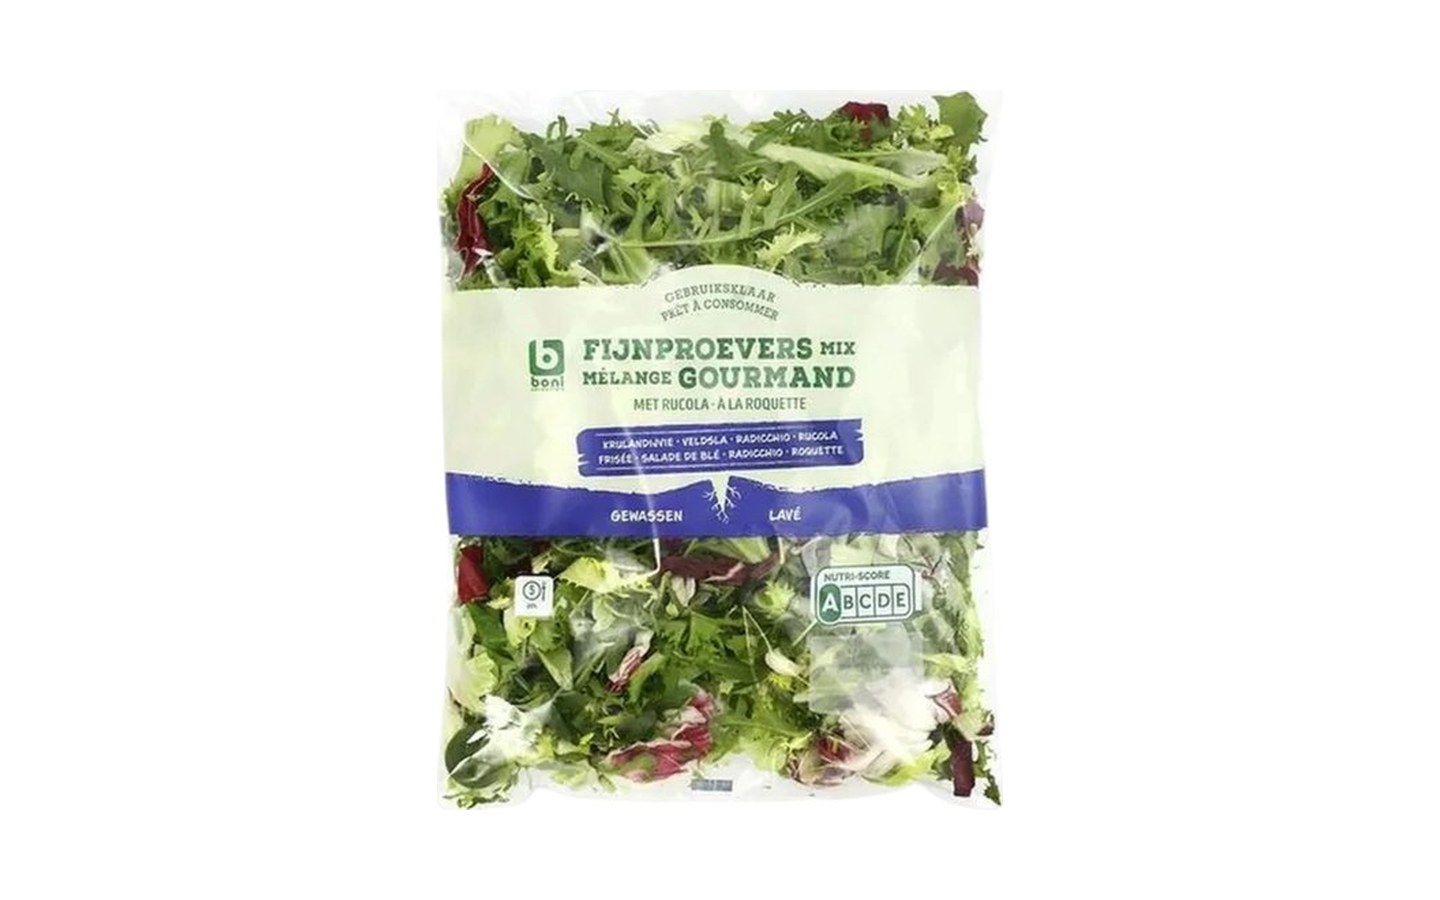 GEBRUIKSKLAAR
PRÊT À CONSOMMER
boni
FIJNPROEVERS MIX
MÉLANGE GOURMAND
MET RUCOLA - À LA ROQUETTE
KRULANDIJVIE · VELDSLA · RADICCHIO · RUCOLA
FRISÉE · SALADE DE BLÉ · RADICCHIO · ROQUETTE
GEWASSEN LAVÉ
NUTRI-SCORE
A B C D E
5